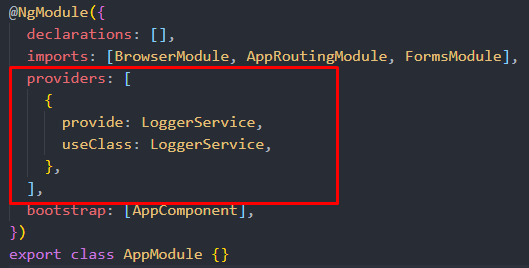 @NgModule({
  declarations: [],
  imports: [BrowserModule, AppRoutingModule, FormsModule],
  providers: [
    {
      provide: LoggerService,
      useClass: LoggerService,
    },
  ],
  bootstrap: [AppComponent],
})
export class AppModule {}